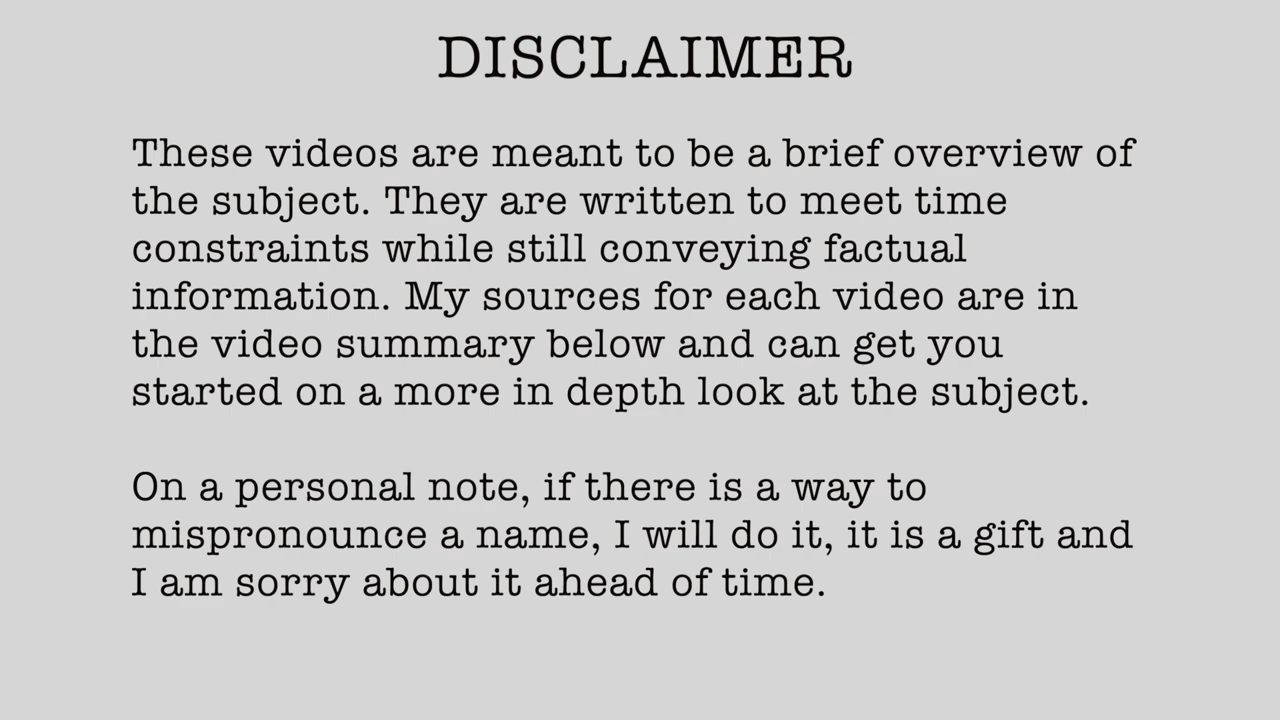 DISCLAIMER
These videos are meant to be a brief overview of
the subject. They are written to meet time
constraints while still conveying factual
information. My sources for each video are in
the video summary below and can get you
started on a more in depth look at the subject.
On a personal note, if there is a way to
mispronounce a name, I will do it, it is a gift and
I am sorry about it ahead of time.